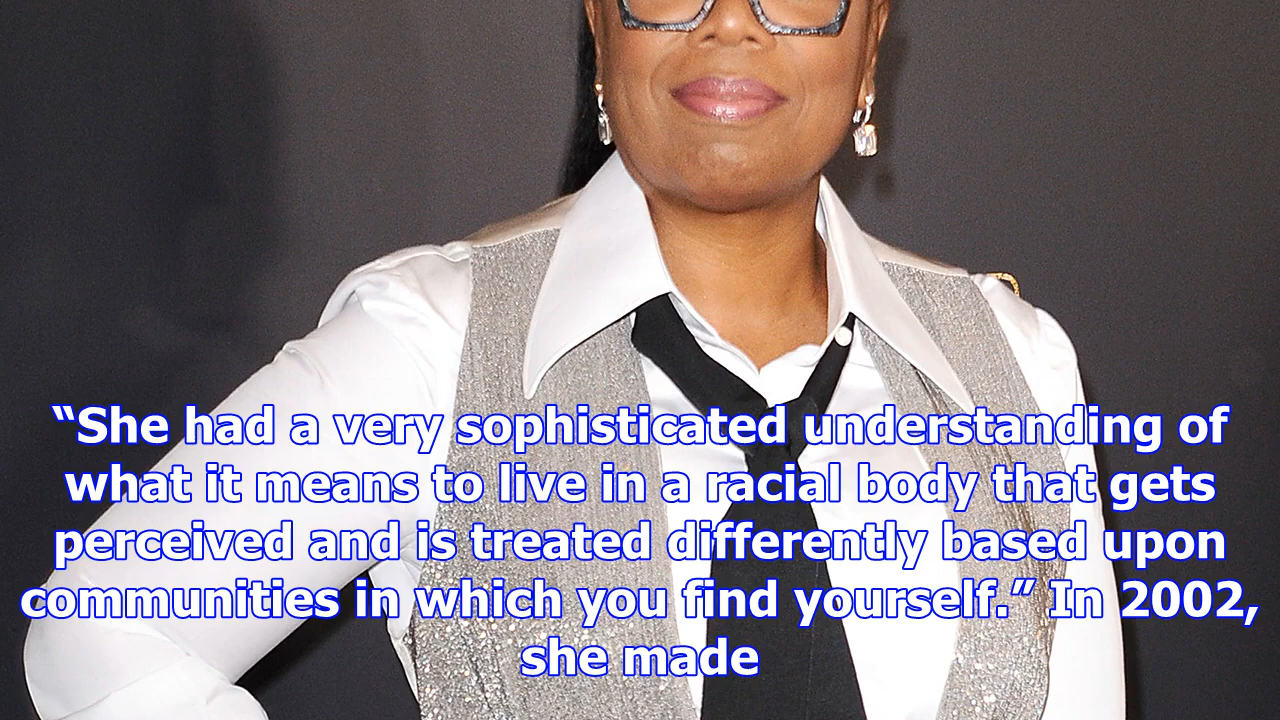 “She had a very sophisticated understanding of
what it means to live in a racial body that gets
perceived and is treated differently based upon
communities in which you find yourself.” In 2002,
she made